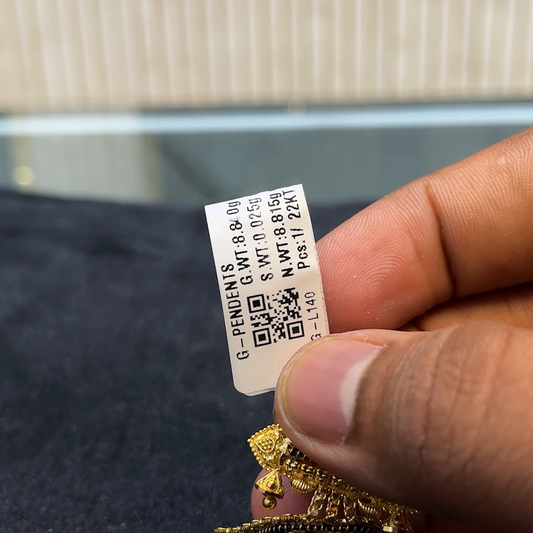 G-PENDENTS
G.WT:8.840g
S.WT:0.025g
N.WT:8.815g
Pcs:1/ 22KT
G-L140